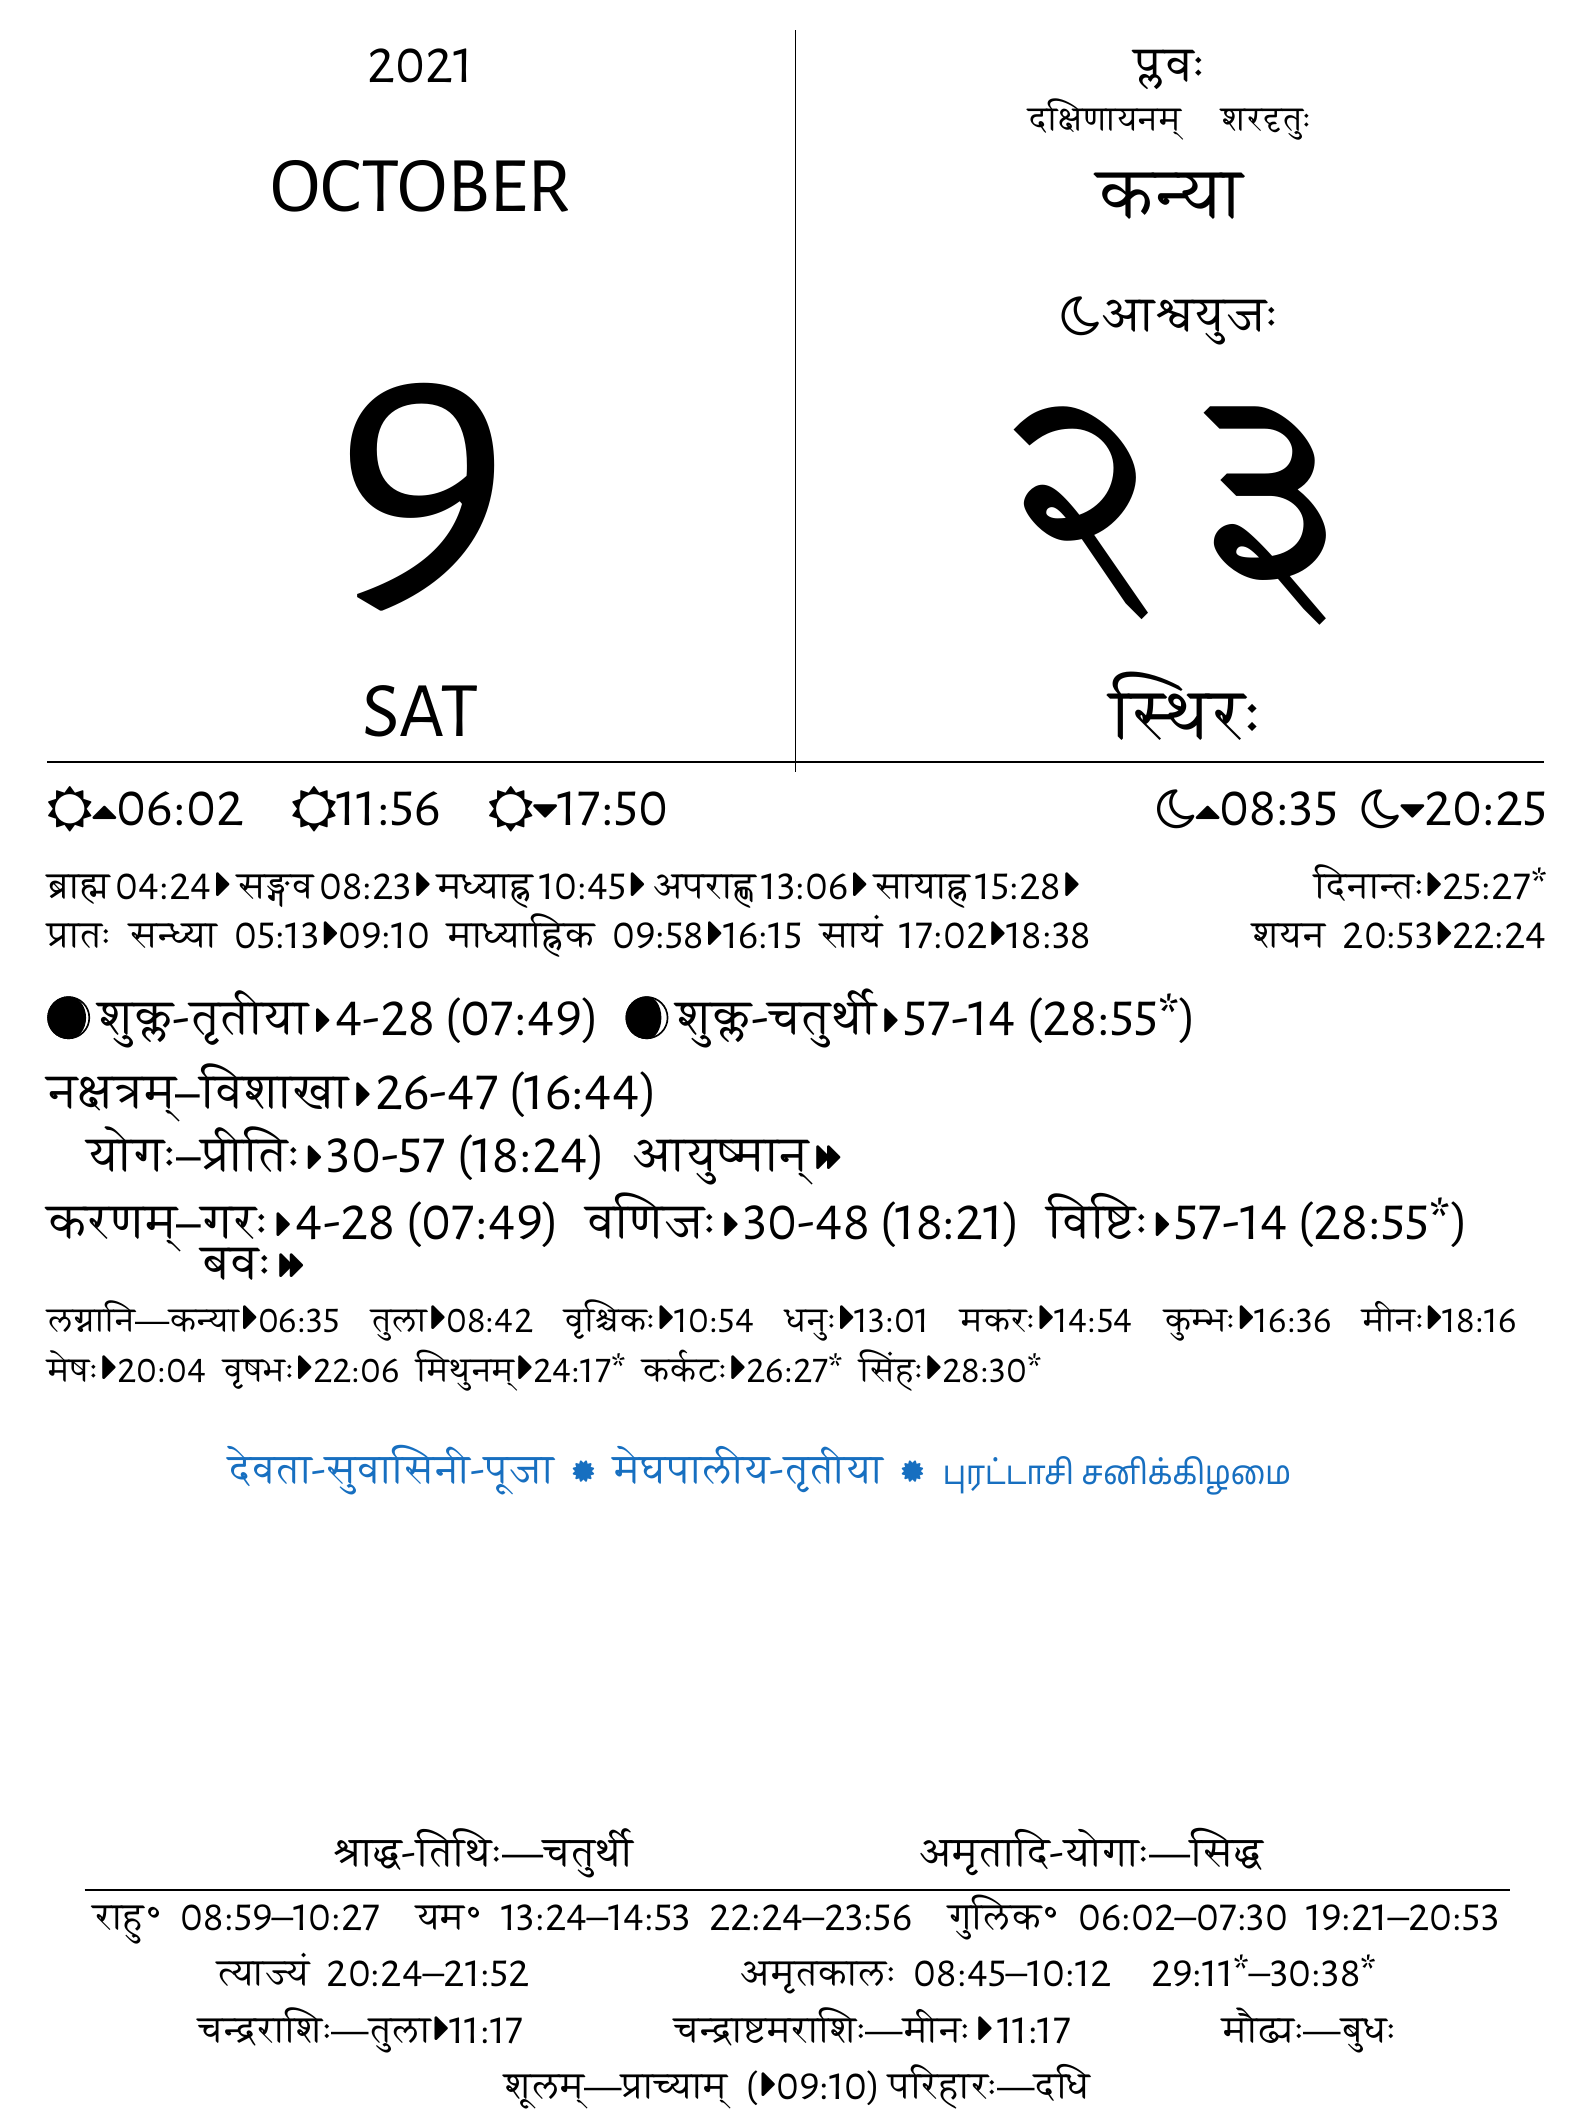 2021
OCTOBER
9
SAT
प्लवः
दक्षिणायनम् शरदृतुः
कन्या
आश्वयुजः
२३
स्थिरः
06:02 11:56 17:50 08:35 20:25
ब्राह्म 04:24 सङ्गव 08:23 मध्याह्न 10:45 अपराह्ण 13:06 सायाह्न 15:28 दिनान्तः 25:27*
प्रातः सन्ध्या 05:13 09:10 माध्याह्निक 09:58 16:15 सायं 17:02 18:38 शयन 20:53 22:24
शुक्ल-तृतीया 4-28 (07:49) शुक्ल-चतुर्थी 57-14 (28:55*)
नक्षत्रम्–विशाखा 26-47 (16:44)
योगः–प्रीतिः 30-57 (18:24) आयुष्मान्
करणम्–गरः 4-28 (07:49) वणिजः 30-48 (18:21) विष्टिः 57-14 (28:55*)
बवः
लग्नानि—कन्या 06:35 तुला 08:42 वृश्चिकः 10:54 धनुः 13:01 मकरः 14:54 कुम्भः 16:36 मीनः 18:16
मेषः 20:04 वृषभः 22:06 मिथुनम् 24:17* कर्कटः 26:27* सिंहः 28:30*
देवता-सुवासिनी-पूजा मेघपालीय-तृतीया புரட்டாசி சனிக்கிழமை
श्राद्ध-तिथिः—चतुर्थी अमृतादि-योगाः—सिद्ध
राहु॰ 08:59–10:27 यम॰ 13:24–14:53 22:24–23:56 गुलिक॰ 06:02–07:30 19:21–20:53
त्याज्यं 20:24–21:52 अमृतकालः 08:45–10:12 29:11*–30:38*
चन्द्रराशिः—तुला 11:17 चन्द्राष्टमराशिः—मीनः 11:17 मौढ्यः—बुधः
शूलम्—प्राच्याम् ( 09:10) परिहारः—दधि